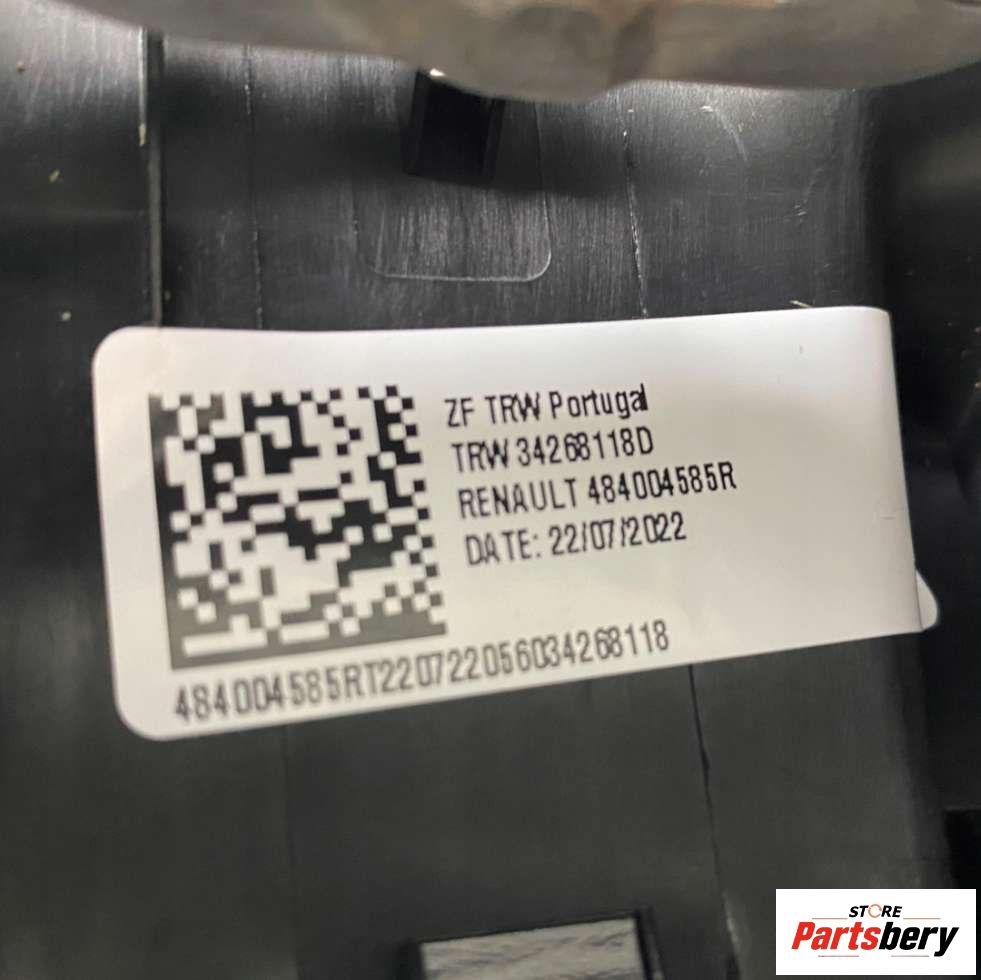 ZF TRW Portugal
TRW 34268118D
RENAULT 484004585R
DATE: 22/07/2022
484004585RT220722056034268118
STORE
Partsbery